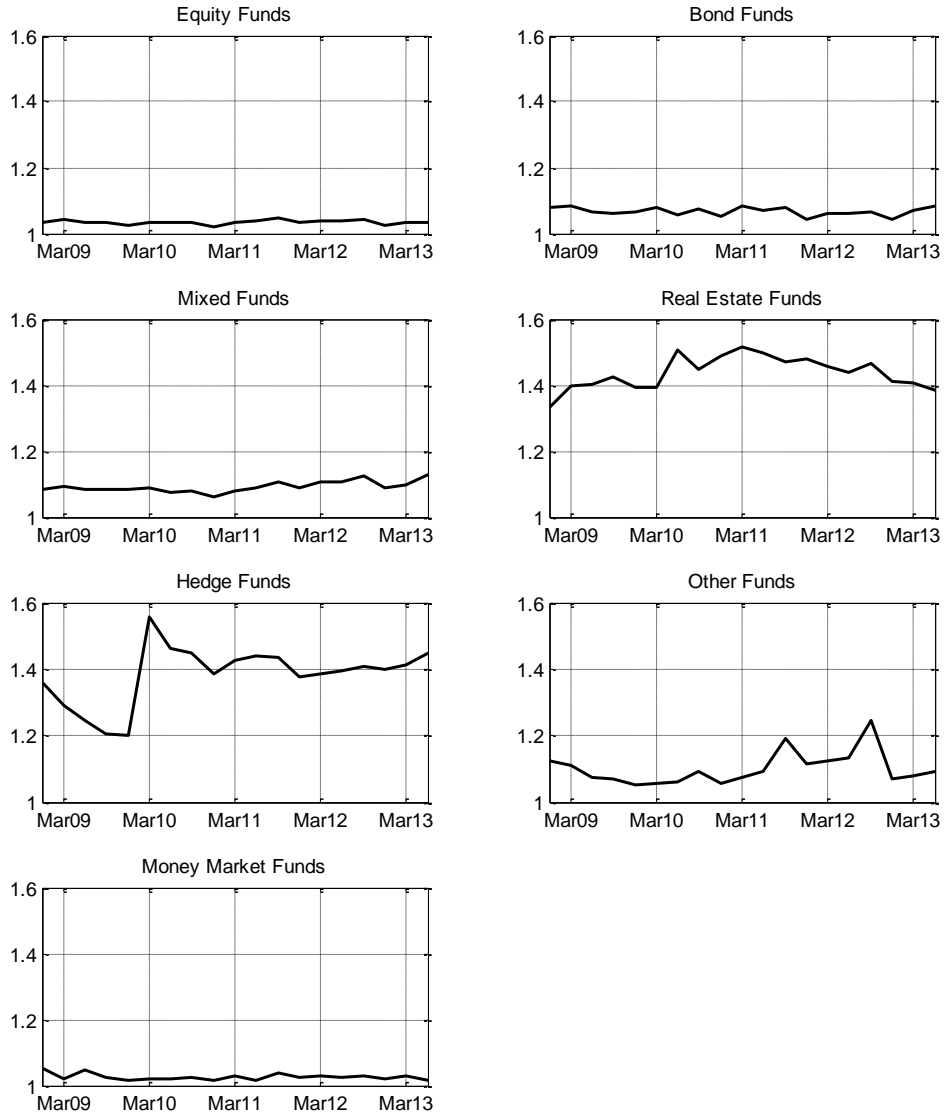 Equity Funds
1.6
1.4
1.2
1
Mar09 Mar10 Mar11 Mar12 Mar13
Bond Funds
1.6
1.4
1.2
1
Mar09 Mar10 Mar11 Mar12 Mar13
Mixed Funds
1.6
1.4
1.2
1
Mar09 Mar10 Mar11 Mar12 Mar13
Real Estate Funds
1.6
1.4
1.2
1
Mar09 Mar10 Mar11 Mar12 Mar13
Hedge Funds
1.6
1.4
1.2
1
Mar09 Mar10 Mar11 Mar12 Mar13
Other Funds
1.6
1.4
1.2
1
Mar09 Mar10 Mar11 Mar12 Mar13
Money Market Funds
1.6
1.4
1.2
1
Mar09 Mar10 Mar11 Mar12 Mar13